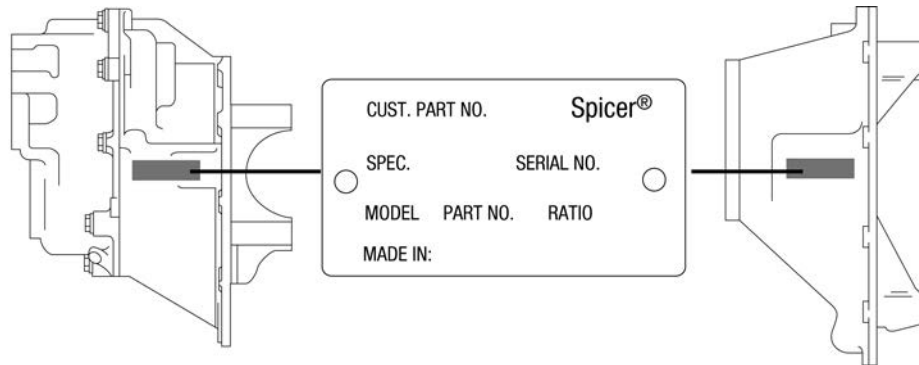 CUST. PART NO. Spicer®
SPEC. SERIAL NO.
MODEL PART NO. RATIO
MADE IN: